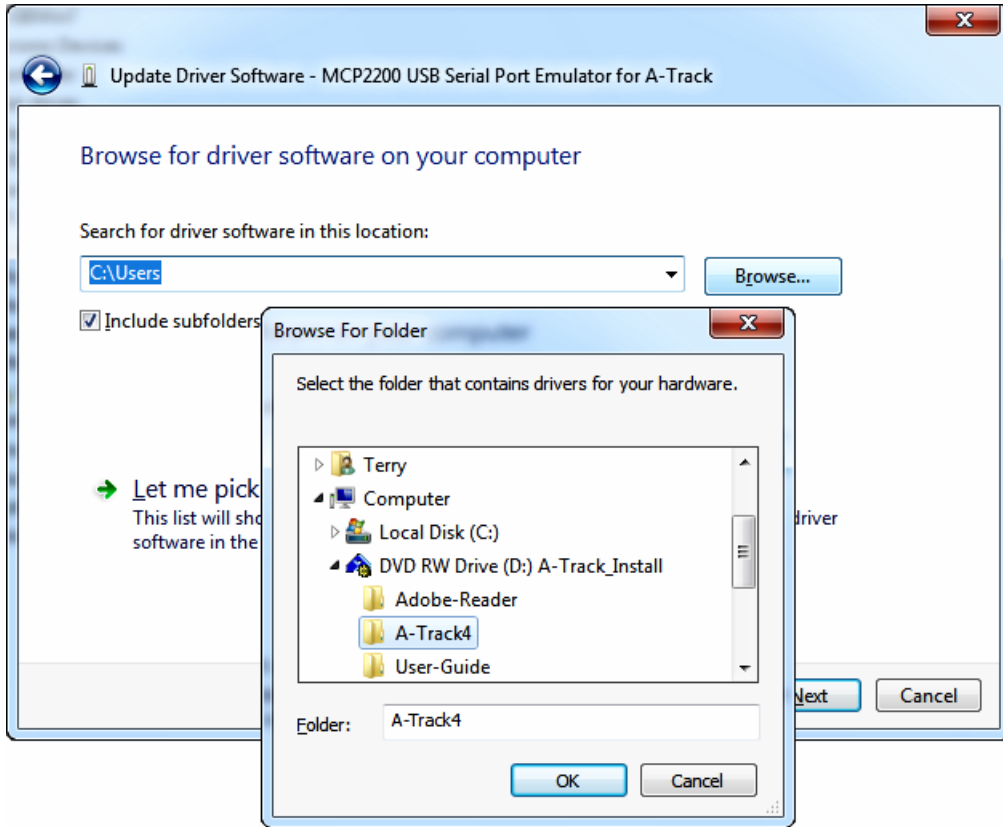 Update Driver Software - MCP2200 USB Serial Port Emulator for A-Track
Browse for driver software on your computer
Search for driver software in this location:
C:\Users
Browse...
Include subfolders
Browse For Folder
Select the folder that contains drivers for your hardware.
Terry
Computer
Local Disk (C:)
DVD RW Drive (D:) A-Track_Install
Adobe-Reader
A-Track4
User-Guide
Folder: A-Track4
OK Cancel
Let me pick
This list will sho driver
software in the
Next Cancel